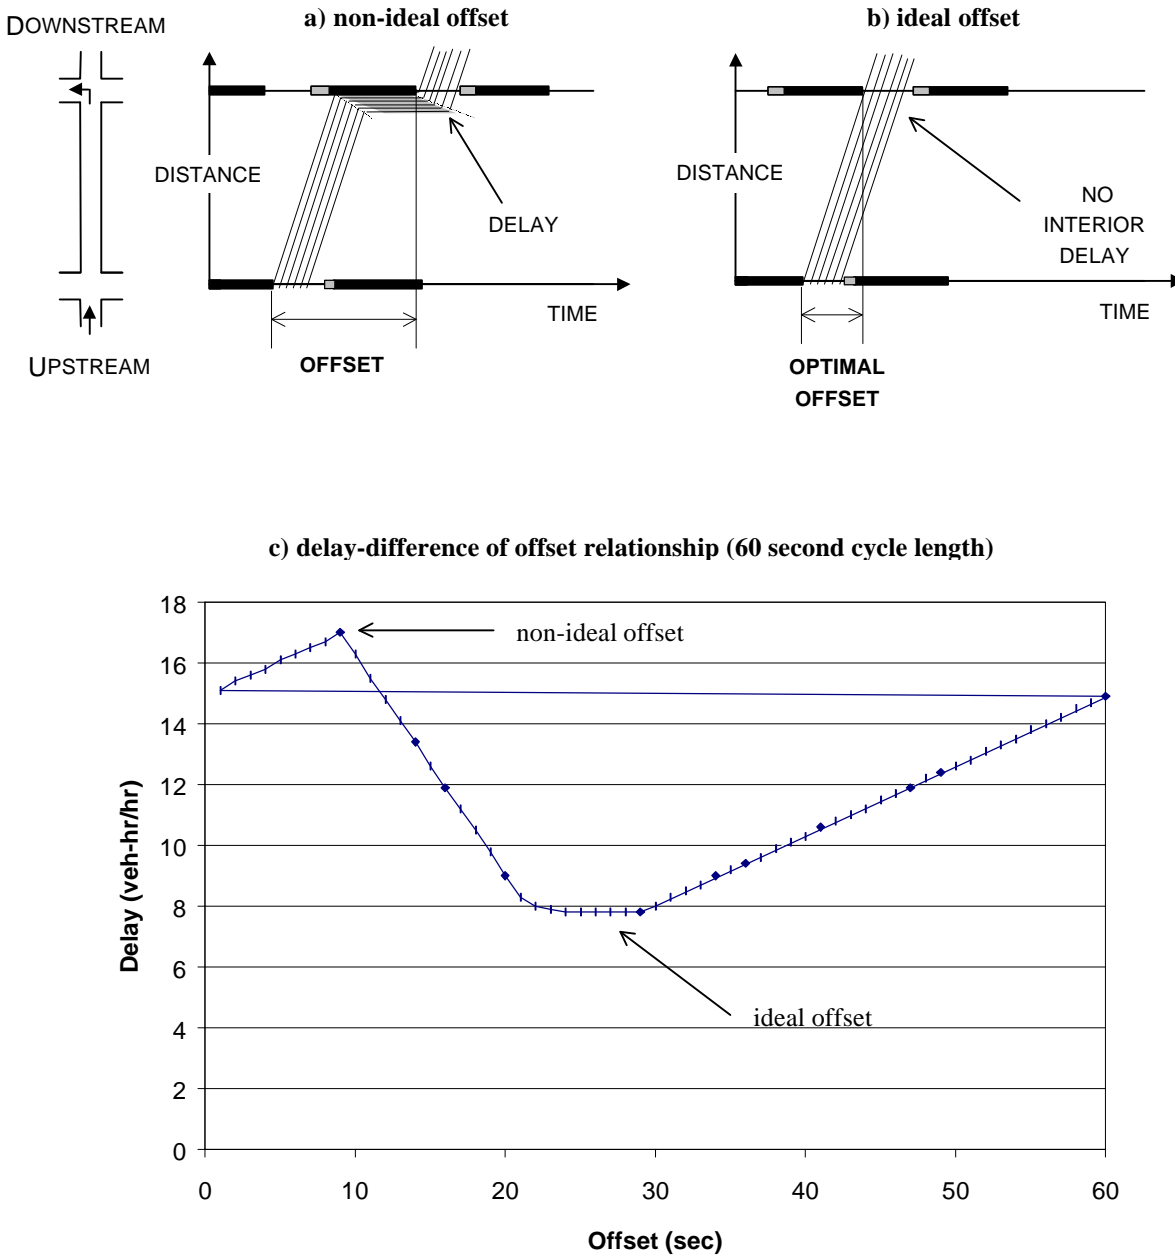 DOWNSTREAM
UPSTREAM
a) non-ideal offset
DISTANCE
DELAY
TIME
OFFSET
b) ideal offset
DISTANCE
NO
INTERIOR
DELAY
TIME
OPTIMAL
OFFSET
c) delay-difference of offset relationship (60 second cycle length)
Delay (veh-hr/hr)
18
16
14
12
10
8
6
4
2
0
non-ideal offset
ideal offset
0 10 20 30 40 50 60
Offset (sec)